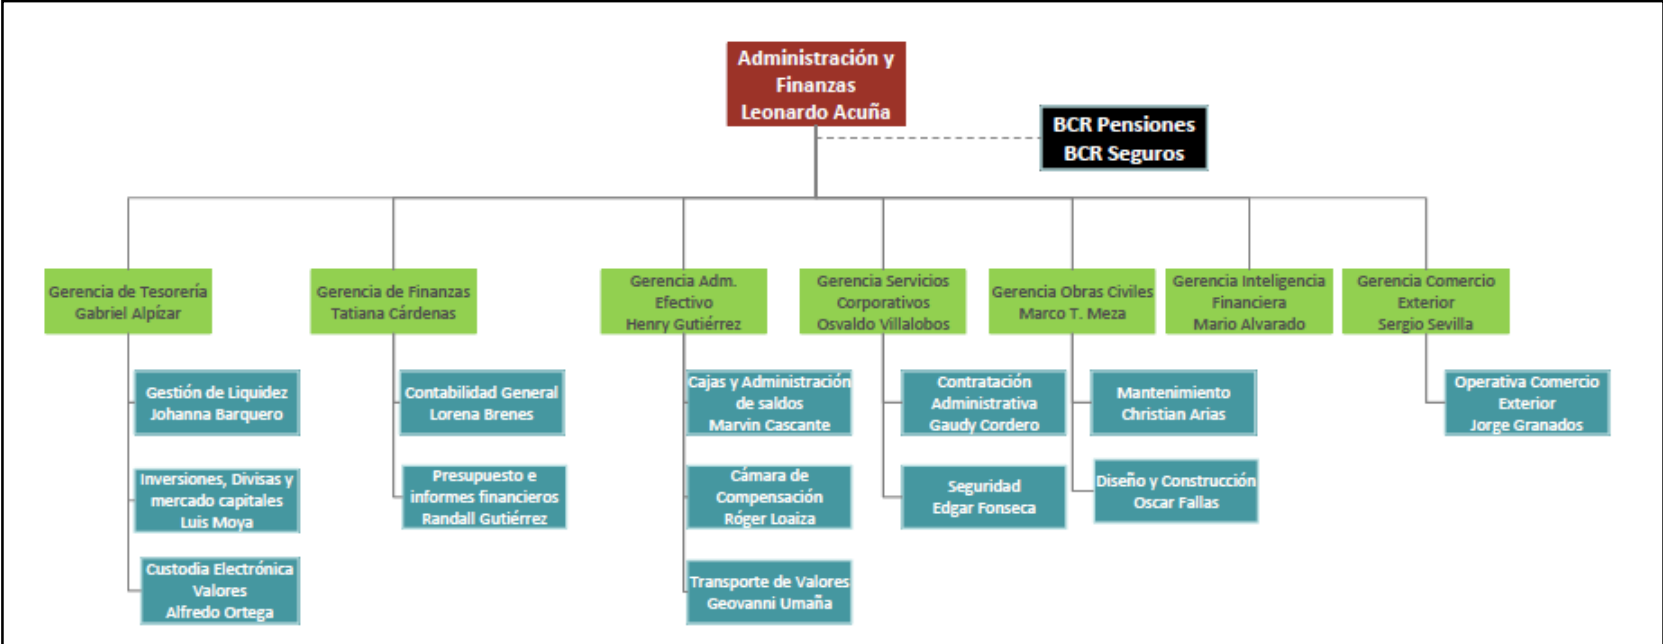 Administración y
Finanzas
Leonardo Acuña
BCR Pensiones
BCR Seguros
Gerencia de Tesorería
Gabriel Alpízar
Gerencia de Finanzas
Tatiana Cárdenas
Gerencia Adm.
Efectivo
Henry Gutiérrez
Gerencia Servicios
Corporativos
Osvaldo Villalobos
Gerencia Obras Civiles
Marco T. Meza
Gerencia Inteligencia
Financiera
Mario Alvarado
Gerencia Comercio
Exterior
Sergio Sevilla
Gestión de Liquidez
Johanna Barquero
Inversiones, Divisas y
mercado capitales
Luis Moya
Custodia Electrónica
Valores
Alfredo Ortega
Contabilidad General
Lorena Brenes
Presupuesto e
informes financieros
Randall Gutiérrez
Cajas y Administración
de saldos
Marvin Cascante
Cámara de
Compensación
Róger Loaiza
Transporte de Valores
Geovanni Umaña
Contratación
Administrativa
Gaudy Cordero
Seguridad
Edgar Fonseca
Mantenimiento
Christian Arias
Diseño y Construcción
Oscar Fallas
Operativa Comercio
Exterior
Jorge Granados